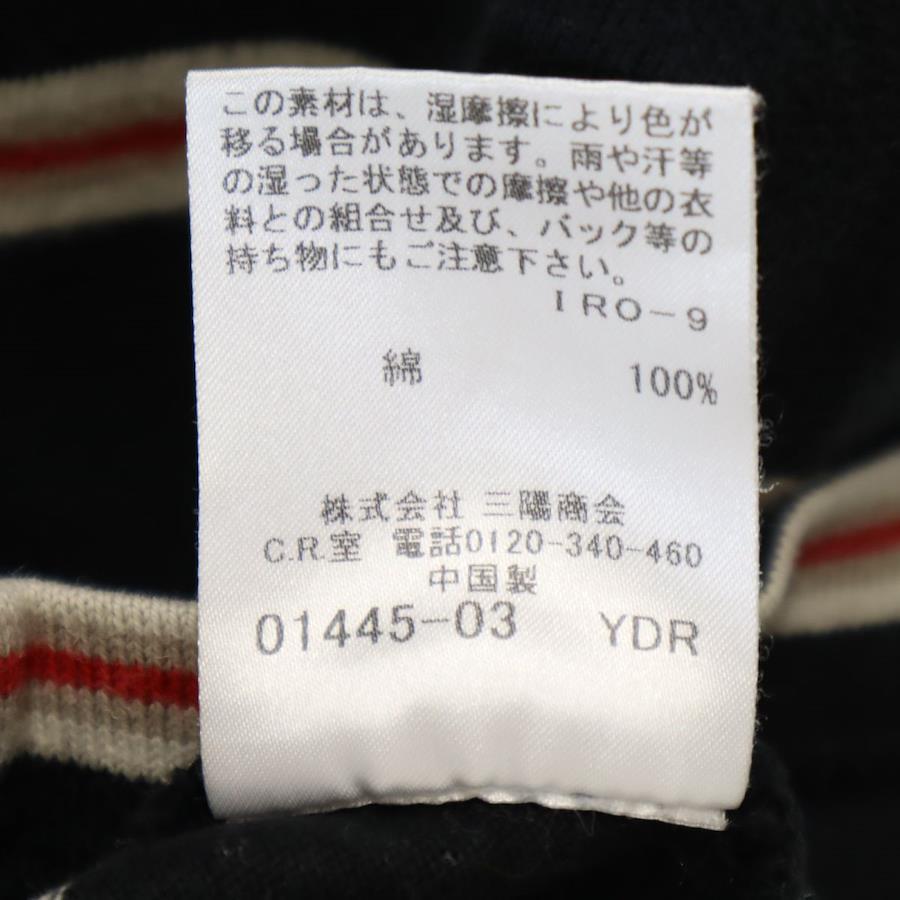 この素材は、湿摩擦により色が
移る場合があります。雨や汗等
の湿った状態での摩擦や他の衣
料との組合せ及び、バック等の
持ち物にもご注意下さい。
IRO-9
綿 100%
株式会社 三陽商会
C.R.室 電話0120-340-460
中国製
01445-03 YDR